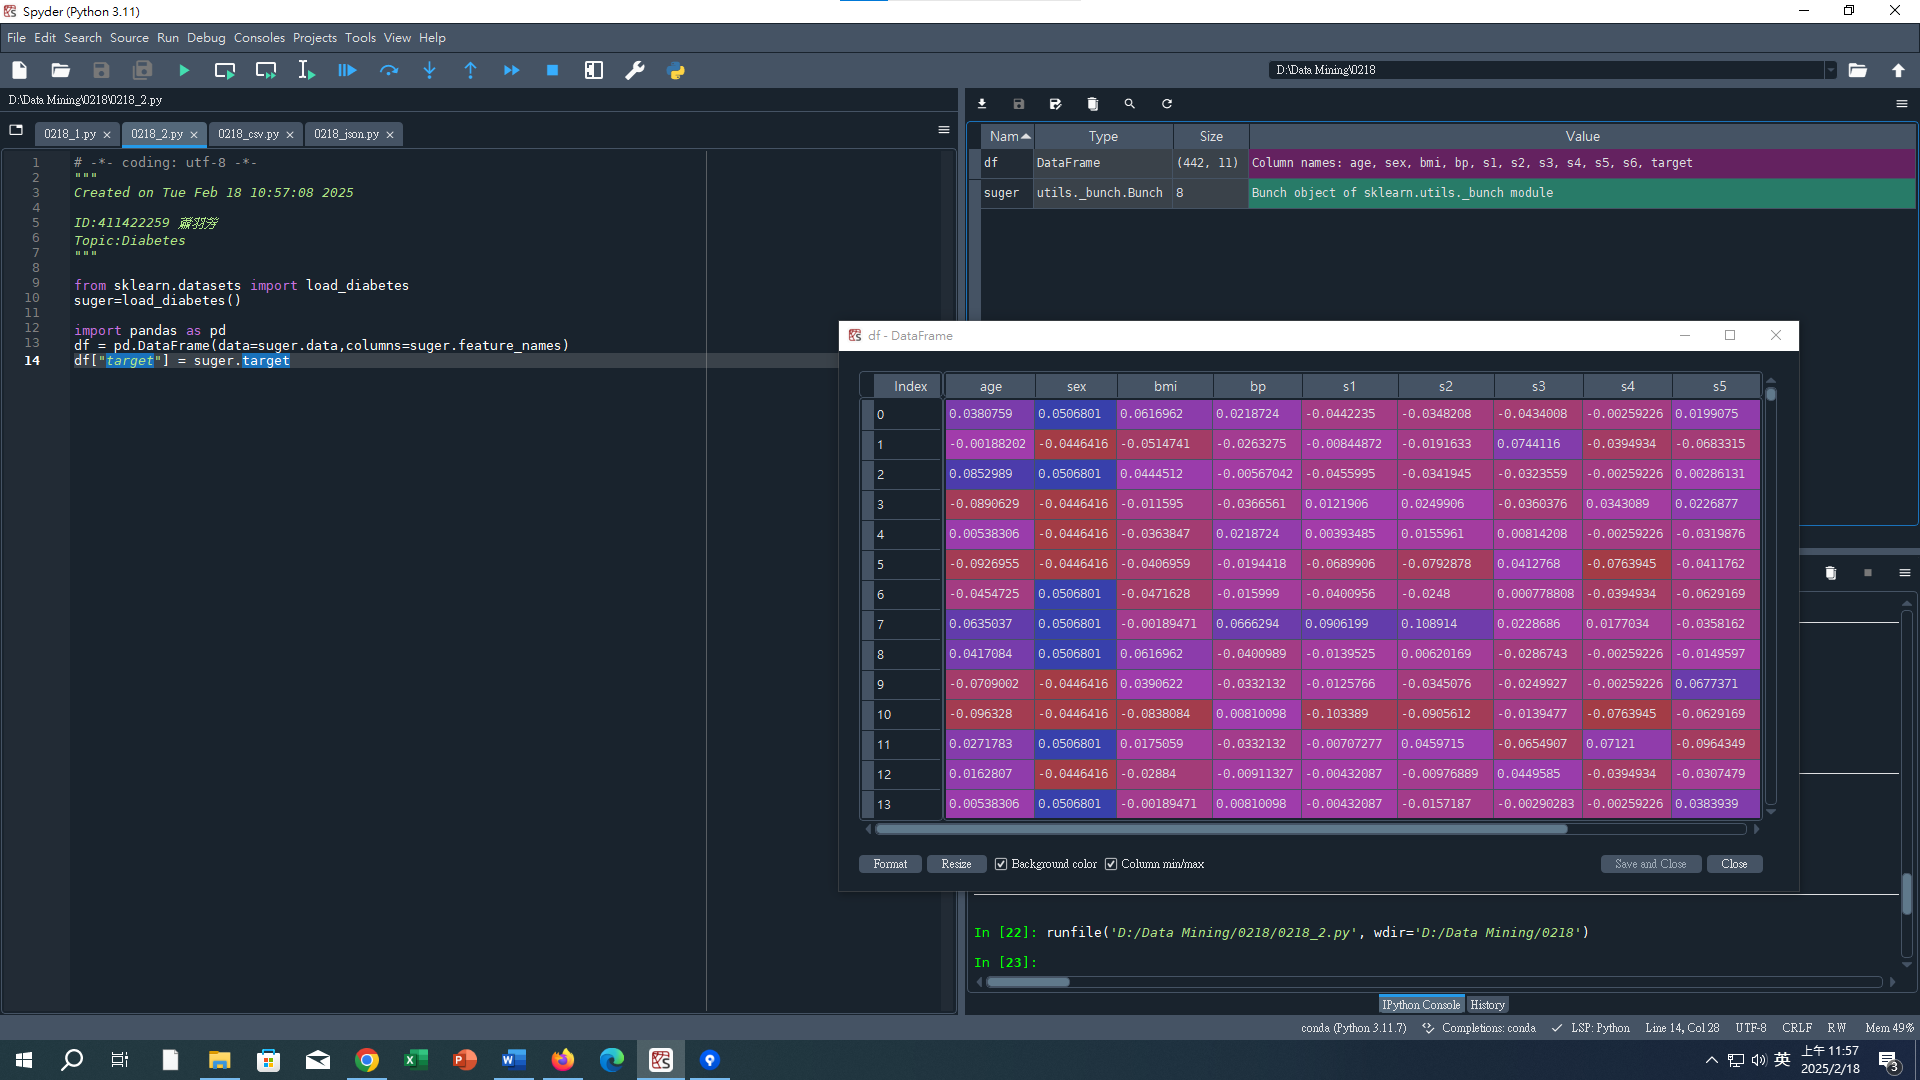 Spyder (Python 3.11)
File Edit Search Source Run Debug Consoles Projects Tools View Help
D:\Data Mining\0218
D:\Data Mining\0218\0218_2.py
0218_1.py 0218_2.py 0218_csv.py 0218_json.py
1 # -*- coding: utf-8 -*-
2 """
3 Created on Tue Feb 18 10:57:08 2025
4
5 ID:411422259 羽芳
6 Topic:Diabetes
7 """
8
9 from sklearn.datasets import load_diabetes
10 suger=load_diabetes()
11
12 import pandas as pd
13 df = pd.DataFrame(data=suger.data,columns=suger.feature_names)
14 df["target"] = suger.target
Nam Type Size Value
df DataFrame (442, 11) Column names: age, sex, bmi, bp, s1, s2, s3, s4, s5, s6, target
suger utils._bunch.Bunch 8 Bunch object of sklearn.utils._bunch module
df - DataFrame
Index age sex bmi bp s1 s2 s3 s4 s5
0 0.0380759 0.0506801 0.0616962 0.0218724 -0.0442235 -0.0348208 -0.0434008 -0.00259226 0.0199075
1 -0.00188202 -0.0446416 -0.0514741 -0.0263275 -0.00844872 -0.0191633 0.0744116 -0.0394934 -0.0683315
2 0.0852989 0.0506801 0.0444512 -0.00567042 -0.0455995 -0.0341945 -0.0323559 -0.00259226 0.00286131
3 -0.0890629 -0.0446416 -0.011595 -0.0366561 0.0121906 0.0249906 -0.0360376 0.0343089 0.0226877
4 0.00538306 -0.0446416 -0.0363847 0.0218724 0.00393485 0.0155961 0.00814208 -0.00259226 -0.0319876
5 -0.0926955 -0.0446416 -0.0406959 -0.0194418 -0.0689906 -0.0792878 0.0412768 -0.0763945 -0.0411762
6 -0.0454725 0.0506801 -0.0471628 -0.015999 -0.0400956 -0.0248 0.000778808 -0.0394934 -0.0629169
7 0.0635037 0.0506801 -0.00189471 0.0666294 0.0906199 0.108914 0.0228686 0.0177034 -0.0358162
8 0.0417084 0.0506801 0.0616962 -0.0400989 -0.0139525 0.00620169 -0.0286743 -0.00259226 -0.0149597
9 -0.0709002 -0.0446416 0.0390622 -0.0332132 -0.0125766 -0.0345076 -0.0249927 -0.00259226 0.0677371
10 -0.096328 -0.0446416 -0.0838084 0.00810098 -0.103389 -0.0905612 -0.0139477 -0.0763945 -0.0629169
11 0.0271783 0.0506801 0.0175059 -0.0332132 -0.00707277 0.0459715 -0.0654907 0.07121 -0.0964349
12 0.0162807 -0.0446416 -0.02884 -0.00911327 -0.00432087 -0.00976889 0.0449585 -0.0394934 -0.0307479
13 0.00538306 0.0506801 -0.00189471 0.00810098 -0.00432087 -0.0157187 -0.00290283 -0.00259226 0.0383939
Format Resize Background color Column min/max Save and Close Close
In [22]: runfile('D:/Data Mining/0218/0218_2.py', wdir='D:/Data Mining/0218')
In [23]:
IPython Console History
conda (Python 3.11.7) Completions: conda LSP: Python Line 14, Col 28 UTF-8 CRLF RW Mem 49%
英 上午 11:57
2025/2/18
3